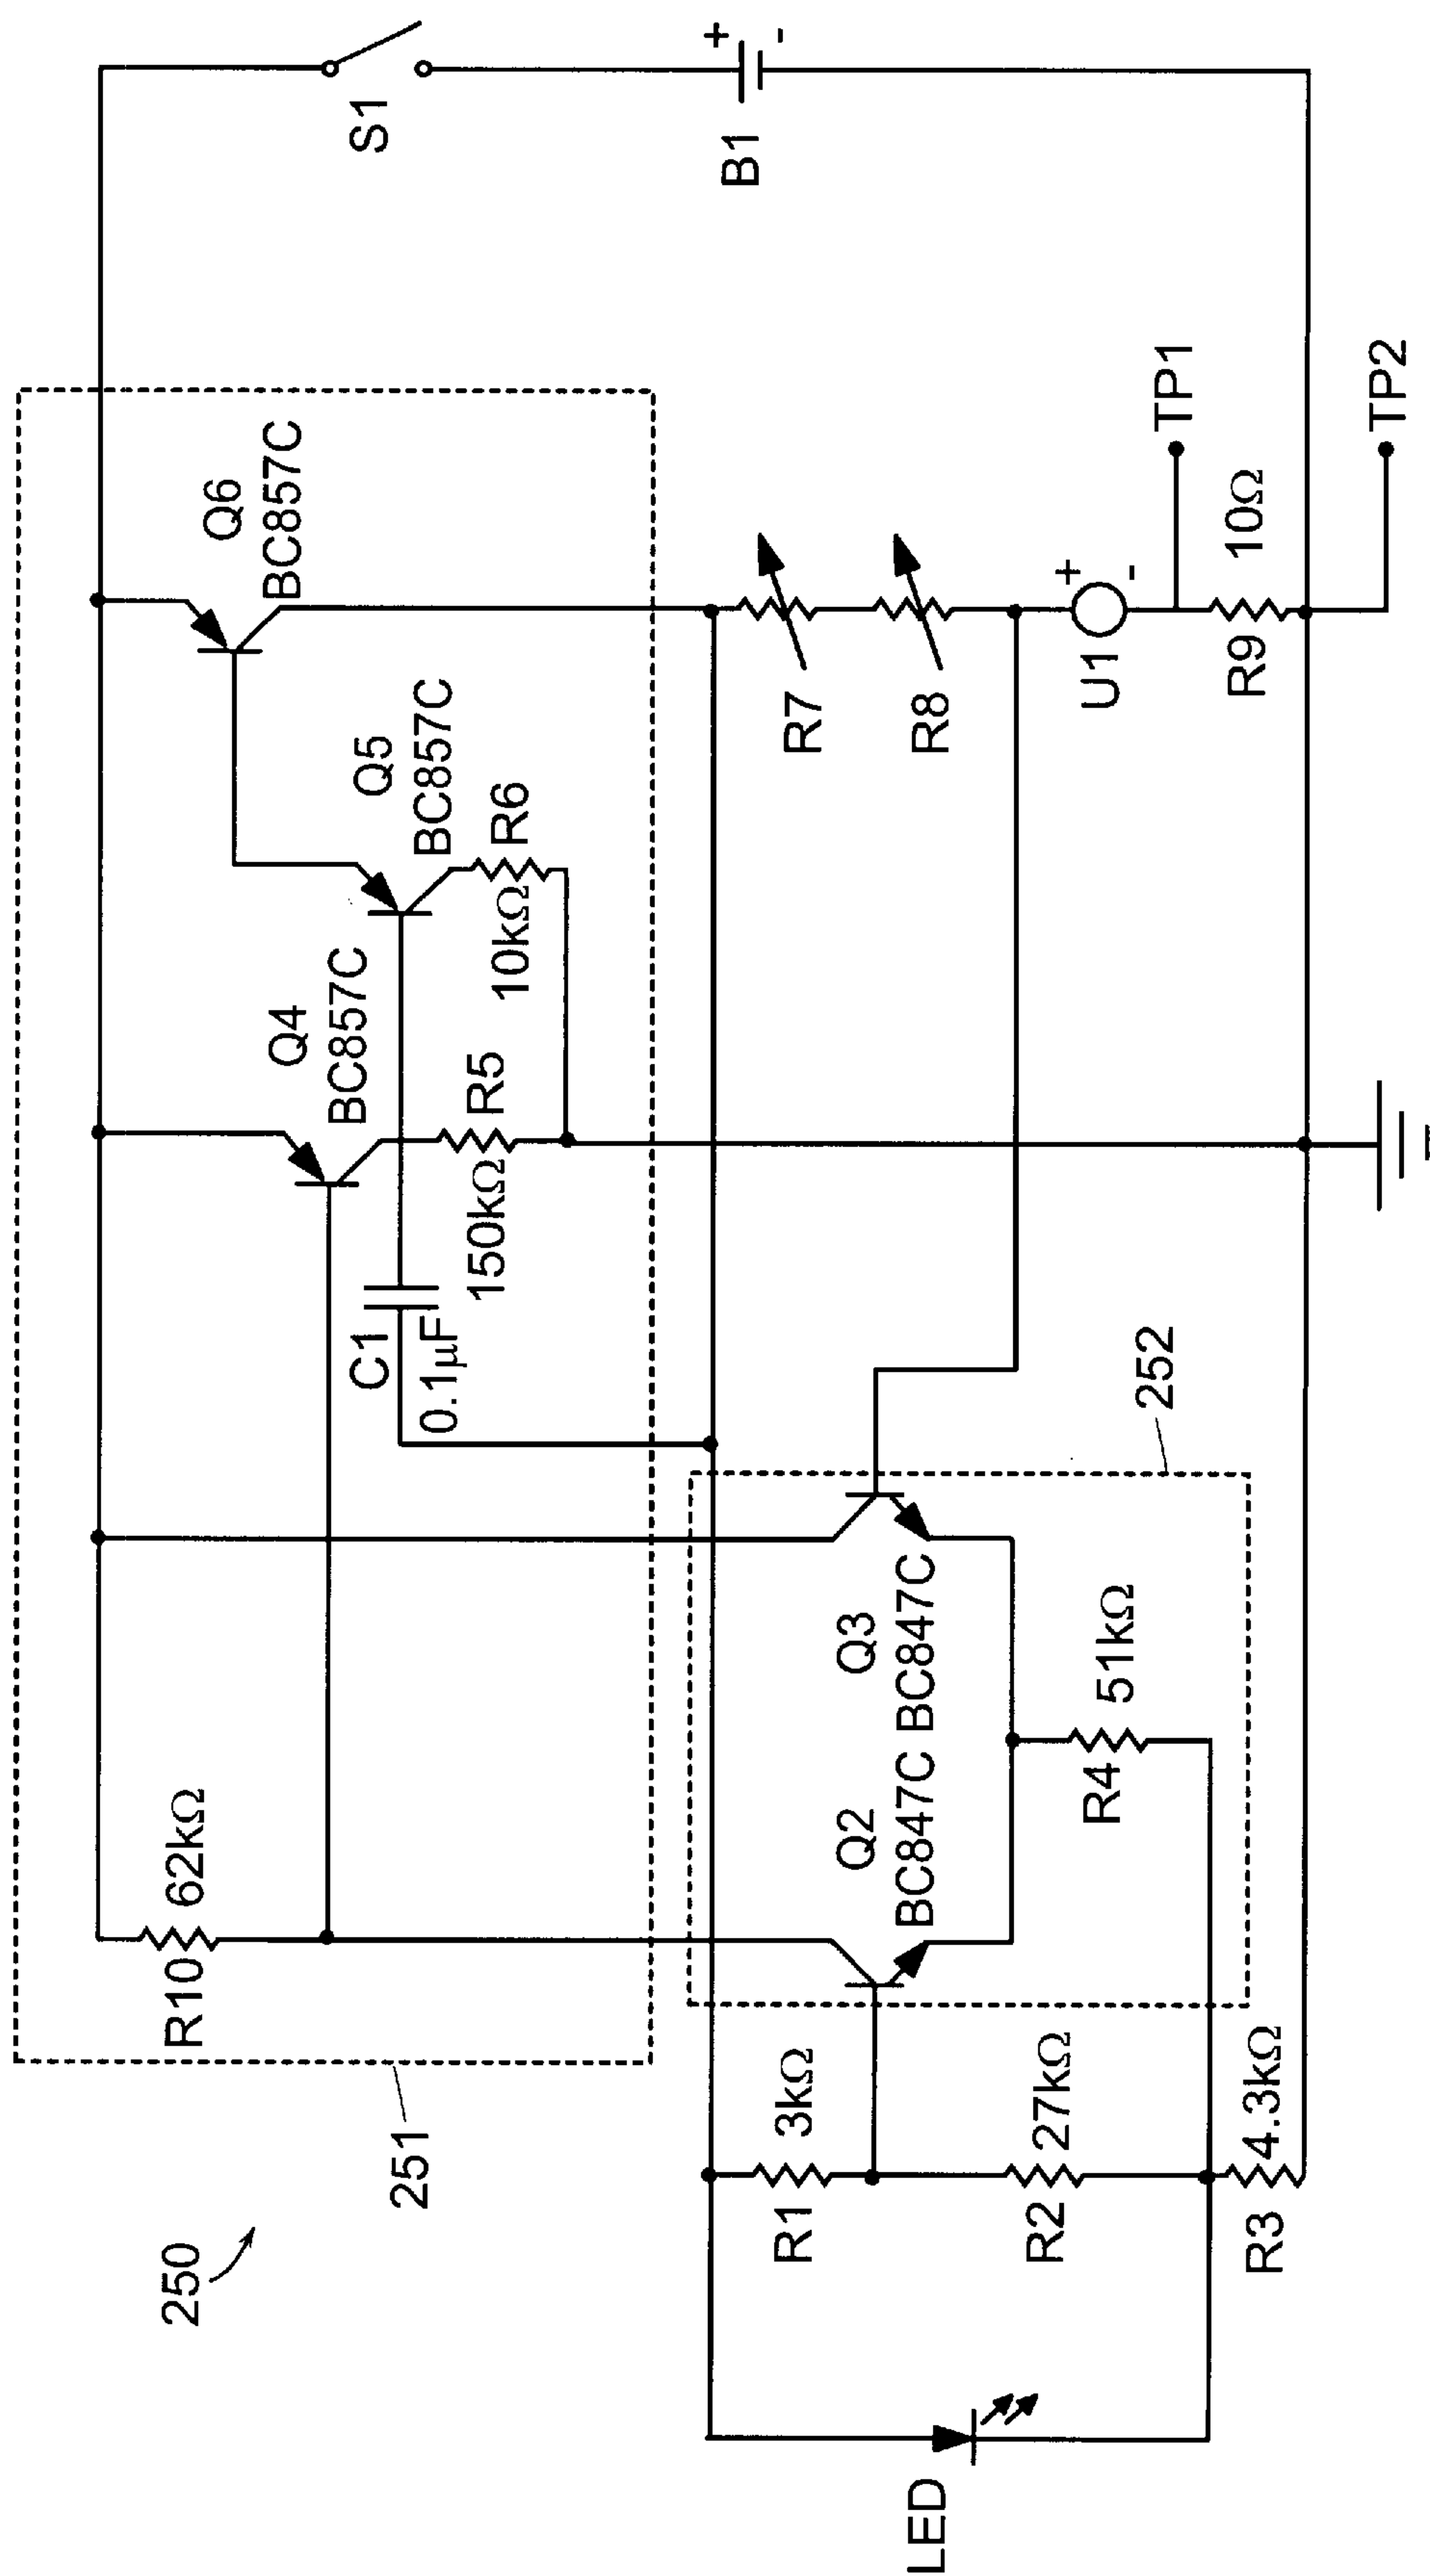 250
251
252
R10
62kΩ
Q4
BC857C
Q5
BC857C
Q6
BC857C
C1
0.1µF
R5
150kΩ
R6
10kΩ
S1
+
-
B1
R7
R8
+
-
U1
TP1
R9
10Ω
TP2
Q2
BC847C
Q3
BC847C
R4
51kΩ
R1
3kΩ
R2
27kΩ
R3
4.3kΩ
LED